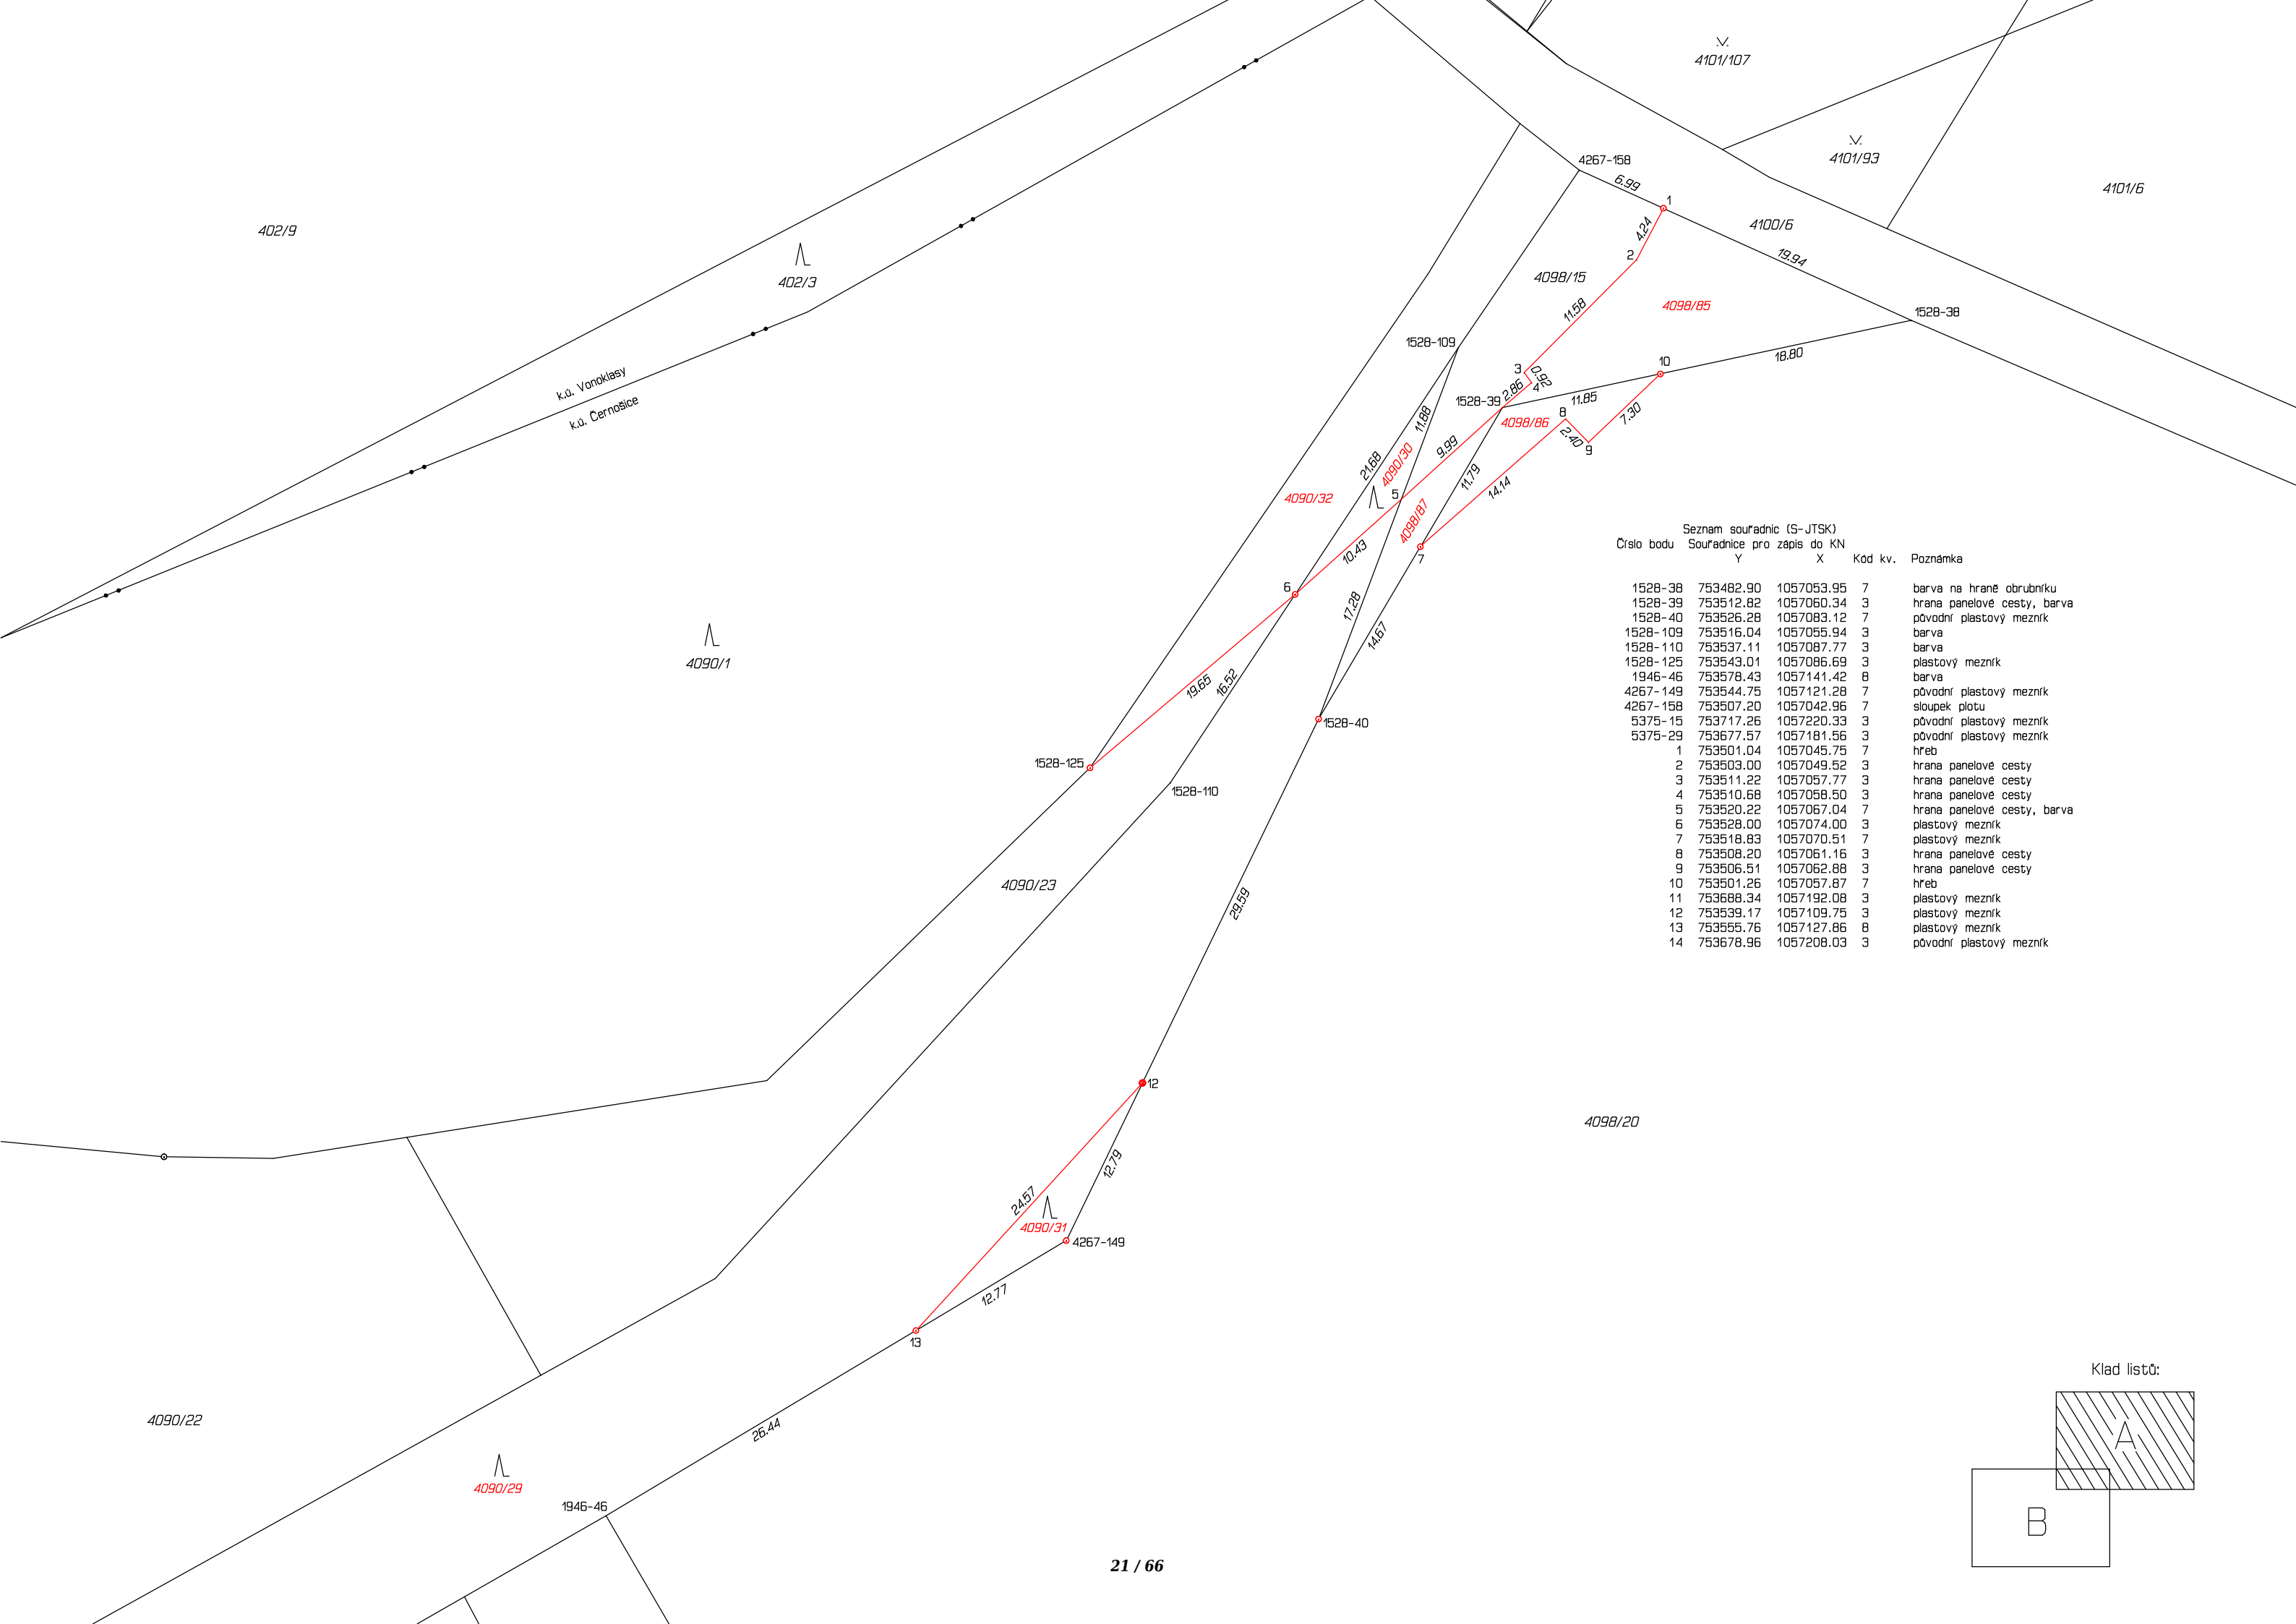 4101/107
4101/93
4267-158
6.99
1
4101/6
4100/6
402/9
4.24
2
19.94
402/3
4098/15
4098/85
11.58
1528-38
1528-109
10
18.80
3
0.92
k.ú. Vonoklasy
k.ú. Černošice
2.86
4
1528-39
11.85
11.88
8
7.30
4098/86
2.40
9
9.99
21.68
4090/30
11.79
4090/32
5
14.14
4098/87
10.43
7
6
17.28
14.67
4090/1
19.65
16.52
1528-40
1528-125
1528-110
Seznam souřadnic (S-JTSK)
Číslo bodu Souřadnice pro zápis do KN
Y X Kód kv. Poznámka
1528-38 753482.90 1057053.95 7 barva na hraně obrubníku
1528-39 753512.82 1057060.34 3 hrana panelové cesty, barva
1528-40 753526.28 1057083.12 7 původní plastový mezník
1528-109 753516.04 1057055.94 3 barva
1528-110 753537.11 1057087.77 3 barva
1528-125 753543.01 1057086.69 3 plastový mezník
1946-46 753578.43 1057141.42 8 barva
4267-149 753544.75 1057121.28 7 původní plastový mezník
4267-158 753507.20 1057042.96 7 sloupek plotu
5375-15 753717.26 1057220.33 3 původní plastový mezník
5375-29 753677.57 1057181.56 3 původní plastový mezník
1 753501.04 1057045.75 7 hřeb
2 753503.00 1057049.52 3 hrana panelové cesty
3 753511.22 1057057.77 3 hrana panelové cesty
4 753510.68 1057058.50 3 hrana panelové cesty
5 753520.22 1057067.04 7 hrana panelové cesty, barva
6 753528.00 1057074.00 3 plastový mezník
7 753518.83 1057070.51 7 plastový mezník
8 753508.20 1057061.16 3 hrana panelové cesty
9 753506.51 1057062.88 3 hrana panelové cesty
10 753501.26 1057057.87 7 hřeb
11 753688.34 1057192.08 3 plastový mezník
12 753539.17 1057109.75 3 plastový mezník
13 753555.76 1057127.86 8 plastový mezník
14 753678.96 1057208.03 3 původní plastový mezník
4090/23
29.59
12
4098/20
12.79
24.57
4090/31
4267-149
12.77
13
Klad listů:
4090/22
26.44
A
4090/29
1946-46
B
21 / 66